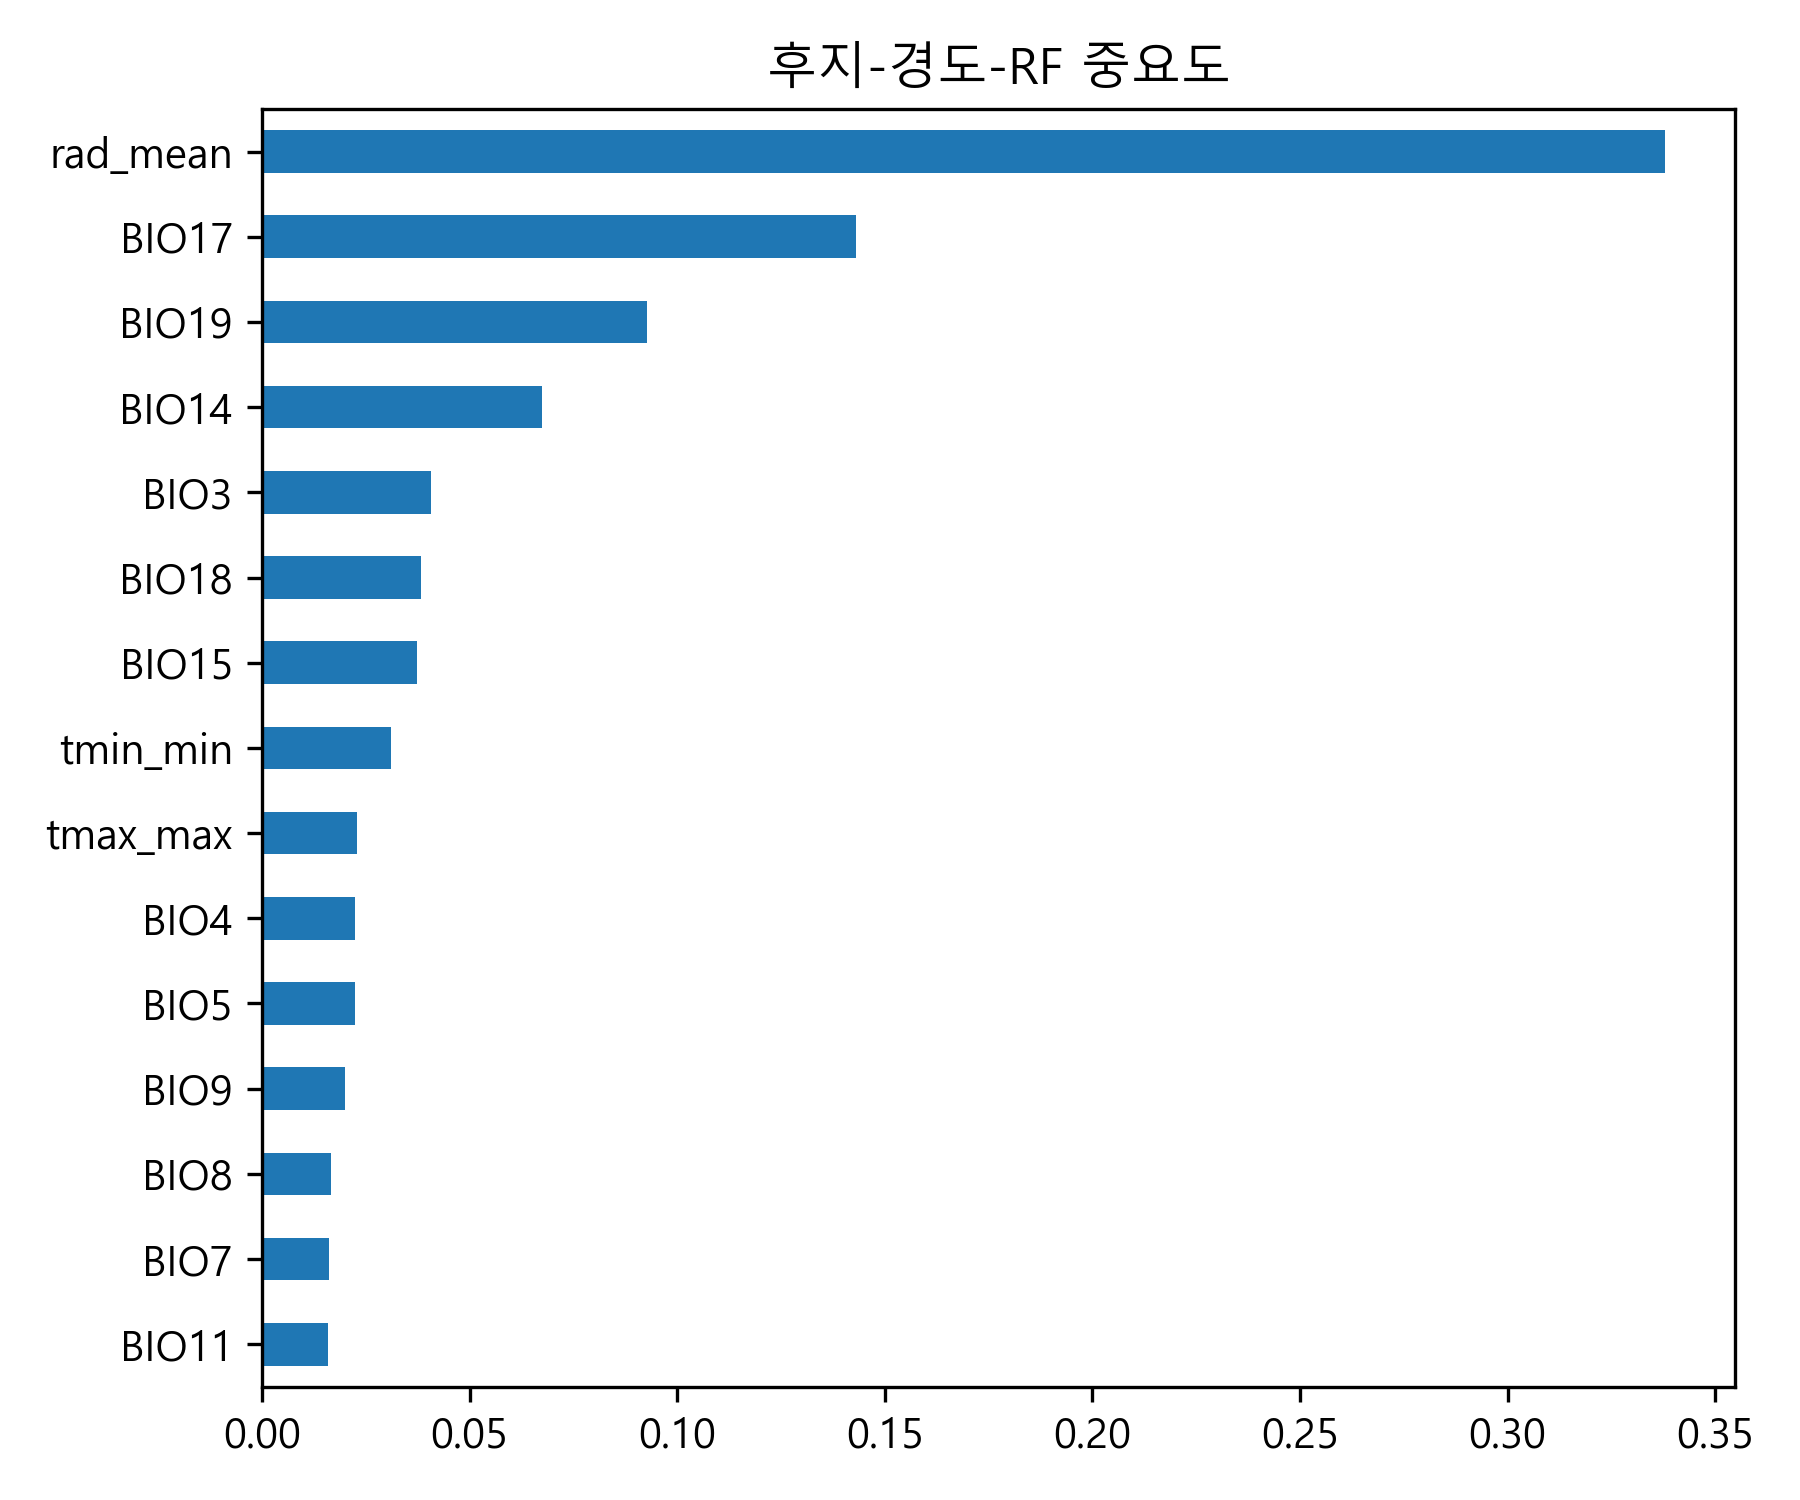 후지-경도-RF 중요도
rad_mean
BIO17
BIO19
BIO14
BIO3
BIO18
BIO15
tmin_min
tmax_max
BIO4
BIO5
BIO9
BIO8
BIO7
BIO11
0.00 0.05 0.10 0.15 0.20 0.25 0.30 0.35